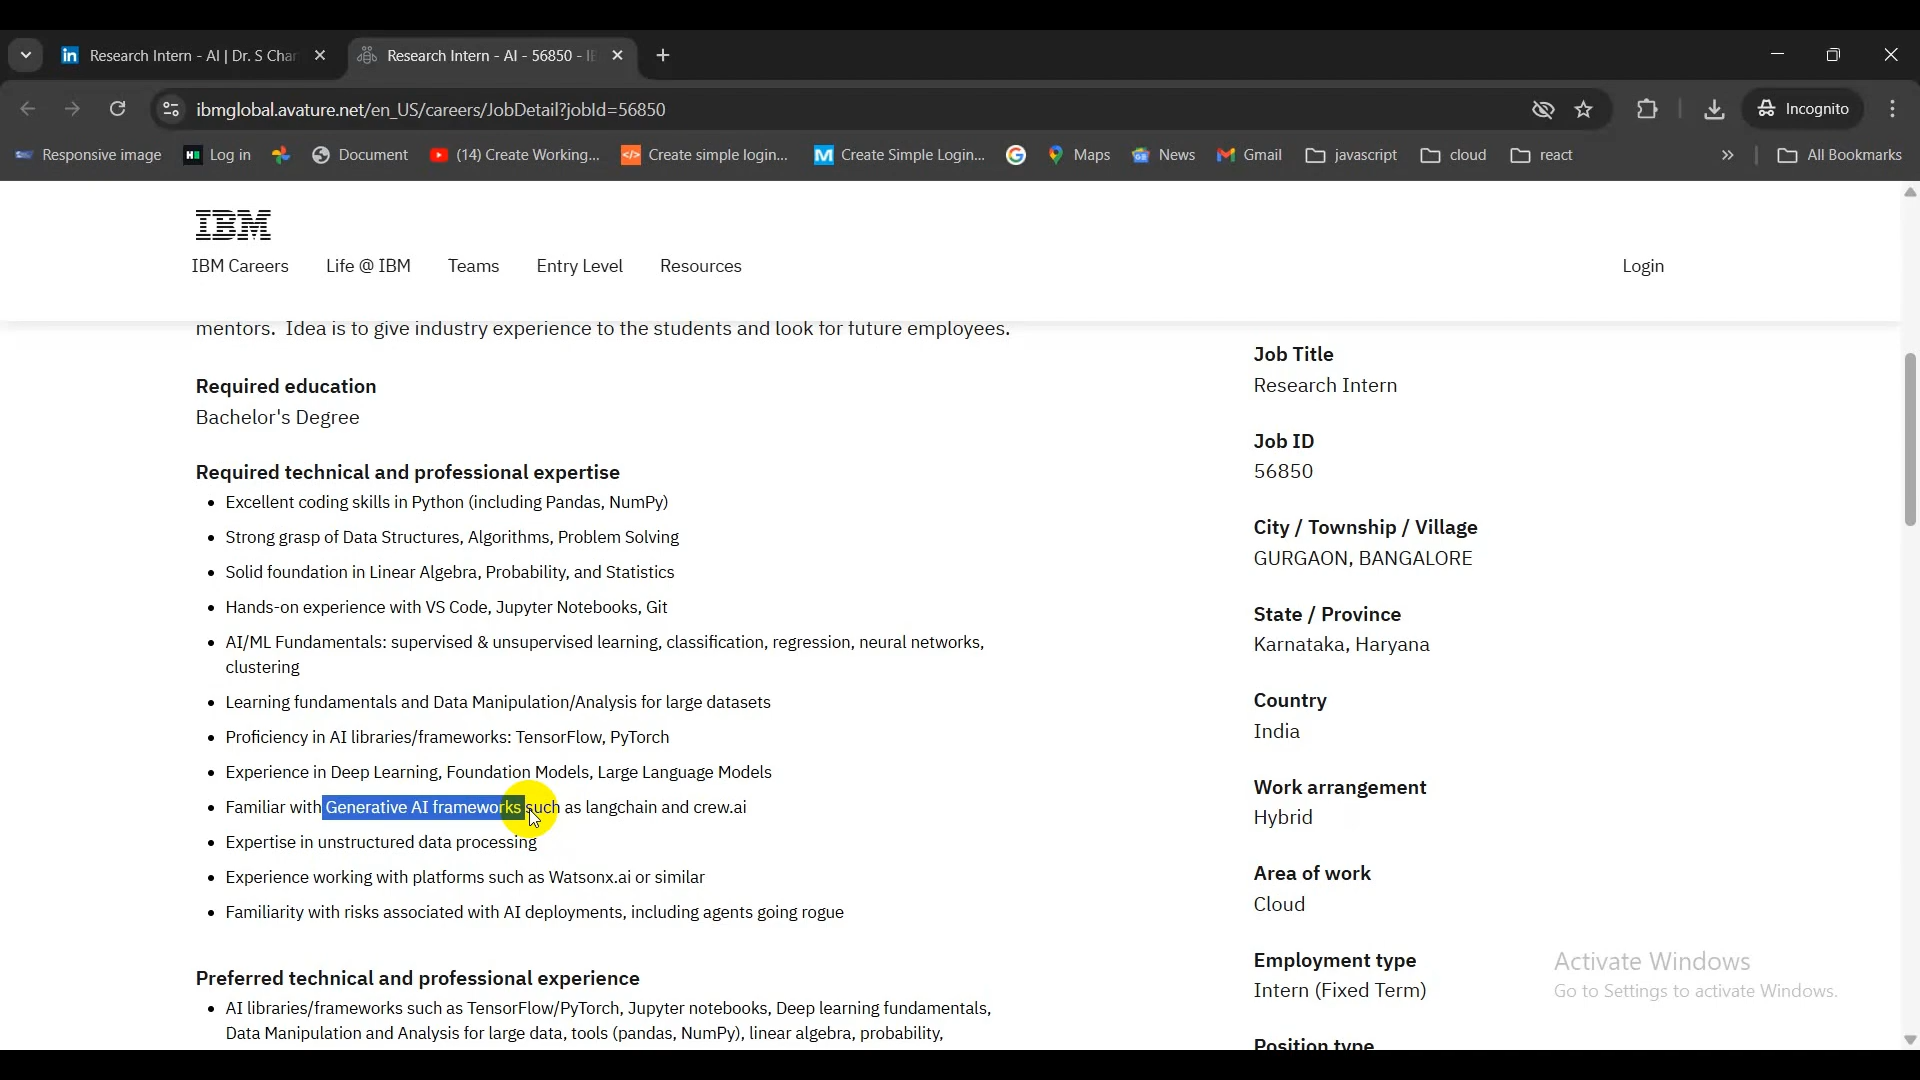 Research Intern - AI | Dr. S Char
Research Intern - AI - 56850 - I
ibmglobal.avature.net/en_US/careers/JobDetail?jobId=56850
Incognito
Responsive image
Log in
Document
(14) Create Working...
Create simple login...
Create Simple Login...
Maps
News
Gmail
javascript
cloud
react
»
All Bookmarks
IBM
IBM Careers
Life @ IBM
Teams
Entry Level
Resources
Login
mentors. Idea is to give industry experience to the students and look for future employees.
Required education
Bachelor's Degree
Required technical and professional expertise
• Excellent coding skills in Python (including Pandas, NumPy)
• Strong grasp of Data Structures, Algorithms, Problem Solving
• Solid foundation in Linear Algebra, Probability, and Statistics
• Hands-on experience with VS Code, Jupyter Notebooks, Git
• AI/ML Fundamentals: supervised & unsupervised learning, classification, regression, neural networks,
clustering
• Learning fundamentals and Data Manipulation/Analysis for large datasets
• Proficiency in AI libraries/frameworks: TensorFlow, PyTorch
• Experience in Deep Learning, Foundation Models, Large Language Models
• Familiar with Generative AI frameworks such as langchain and crew.ai
• Expertise in unstructured data processing
• Experience working with platforms such as Watsonx.ai or similar
• Familiarity with risks associated with AI deployments, including agents going rogue
Preferred technical and professional experience
• AI libraries/frameworks such as TensorFlow/PyTorch, Jupyter notebooks, Deep learning fundamentals,
Data Manipulation and Analysis for large data, tools (pandas, NumPy), linear algebra, probability,
Job Title
Research Intern
Job ID
56850
City / Township / Village
GURGAON, BANGALORE
State / Province
Karnataka, Haryana
Country
India
Work arrangement
Hybrid
Area of work
Cloud
Employment type
Intern (Fixed Term)
Position type
Activate Windows
Go to Settings to activate Windows.